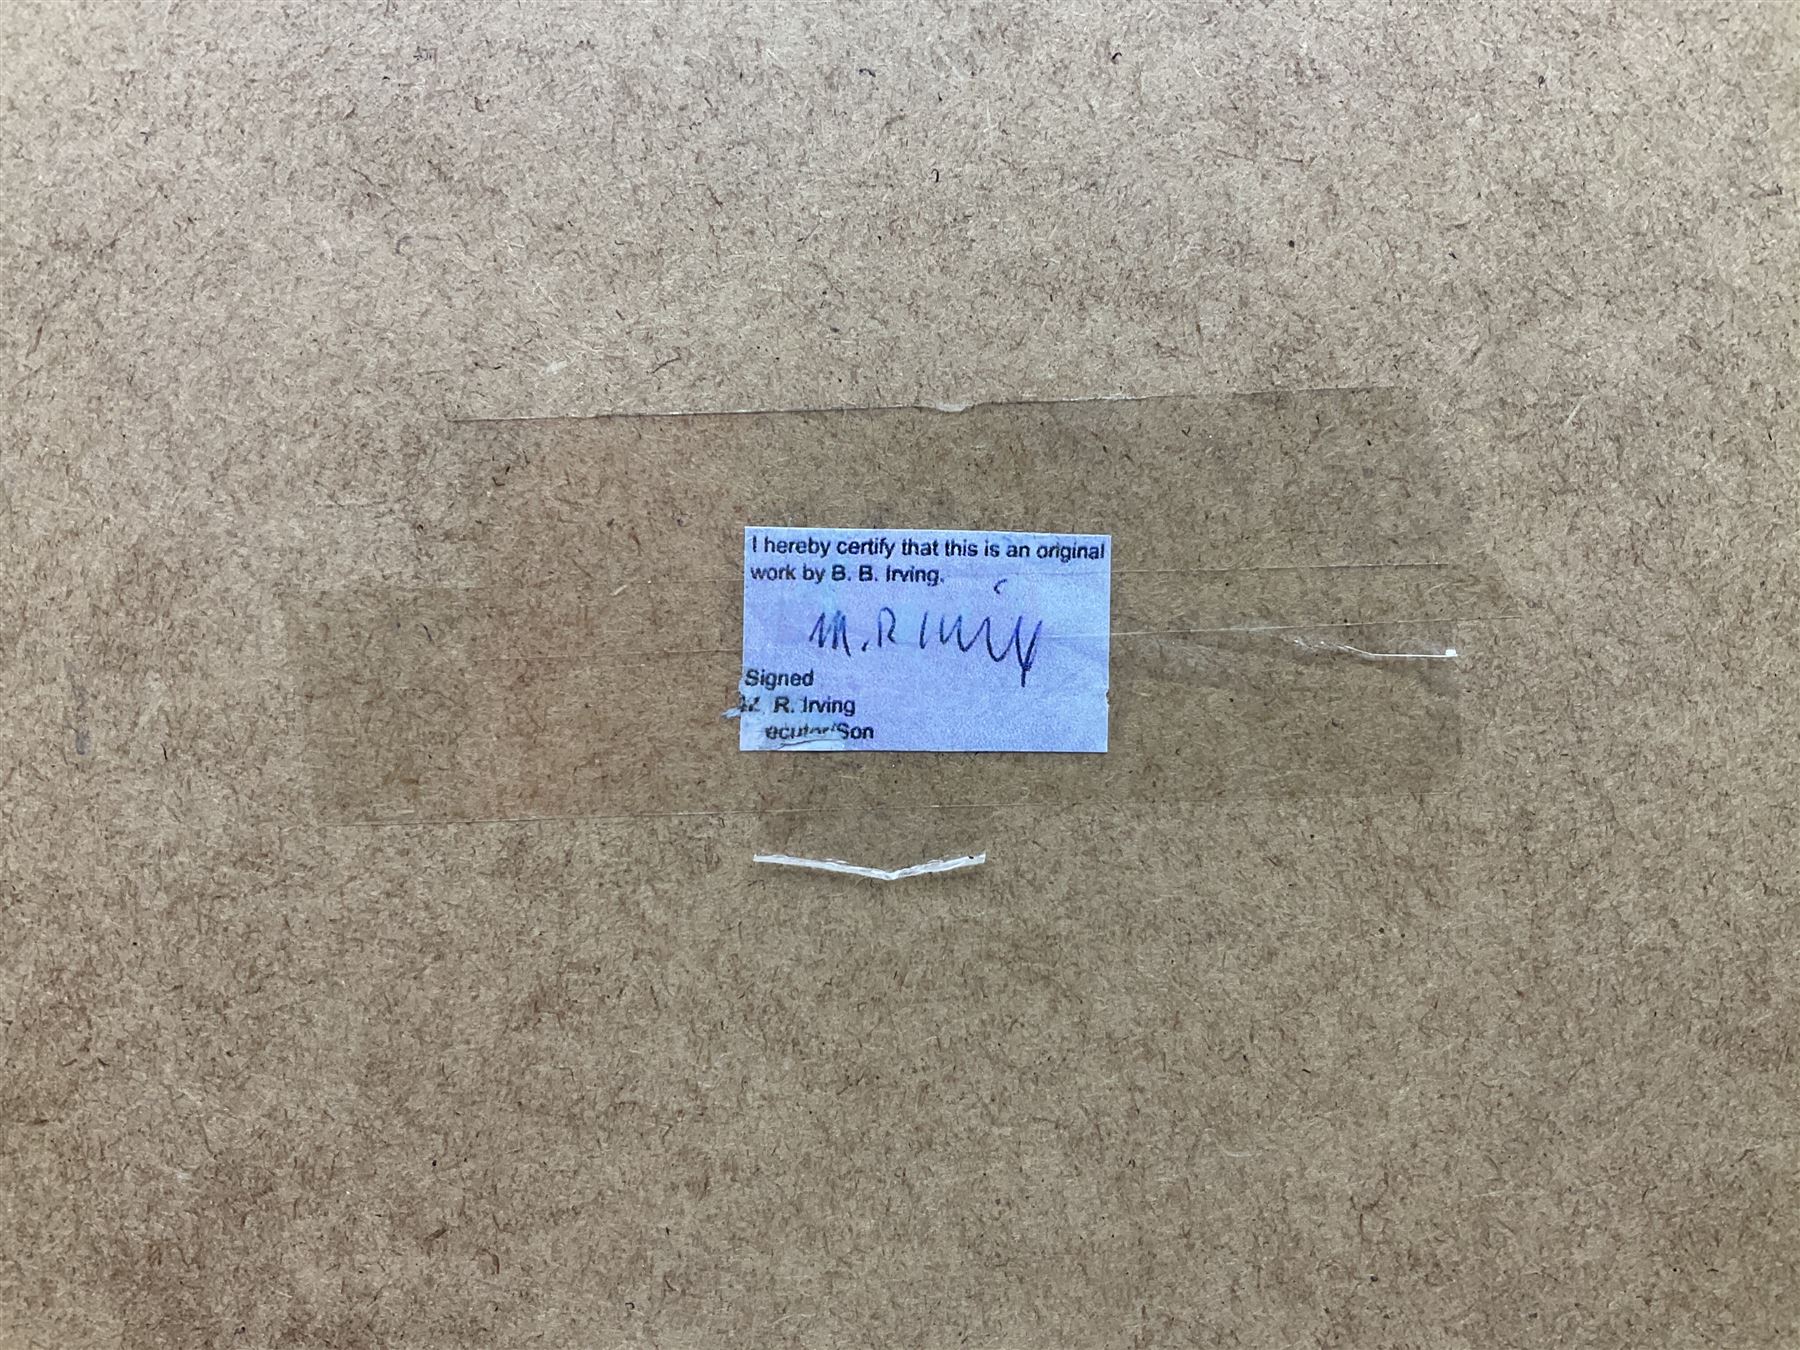 I hereby certify that this is an original
work by B. B. Irving.
M. R Irving
Signed
R. Irving
ecutor/Son